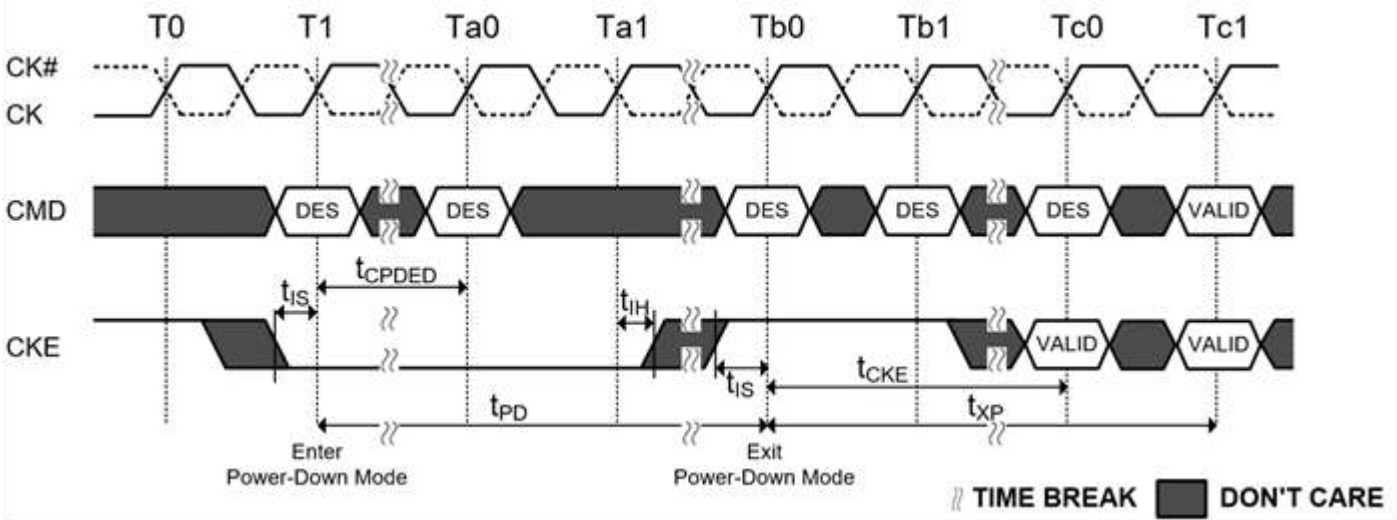 T0 T1 Ta0 Ta1 Tb0 Tb1 Tc0 Tc1
CK#
CK
CMD DES DES DES DES DES VALID
tCPDED
tIS tIH
CKE VALID VALID
tIS tCKE
tPD tXP
Enter Exit
Power-Down Mode Power-Down Mode
TIME BREAK DON'T CARE